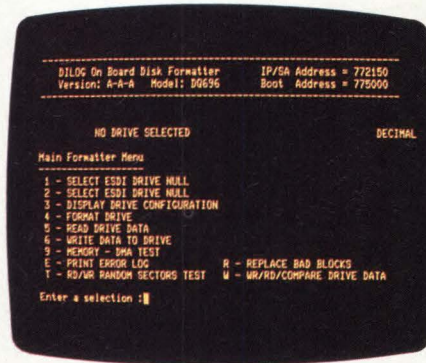 DILOG On Board Disk Formatter IP/SA Address = 772150
Version: A-A-A Model: DQ696 Boot Address = 775000
NO DRIVE SELECTED DECIMAL
Main Formatter Menu
1 - SELECT ESDI DRIVE NULL
2 - SELECT ESDI DRIVE NULL
3 - DISPLAY DRIVE CONFIGURATION
4 - FORMAT DRIVE
5 - READ DRIVE DATA
6 - WRITE DATA TO DRIVE
9 - MEMORY - DMA TEST
E - PRINT ERROR LOG R - REPLACE BAD BLOCKS
T - RD/WR RANDOM SECTORS TEST W - WR/RD/COMPARE DRIVE DATA
Enter a selection :